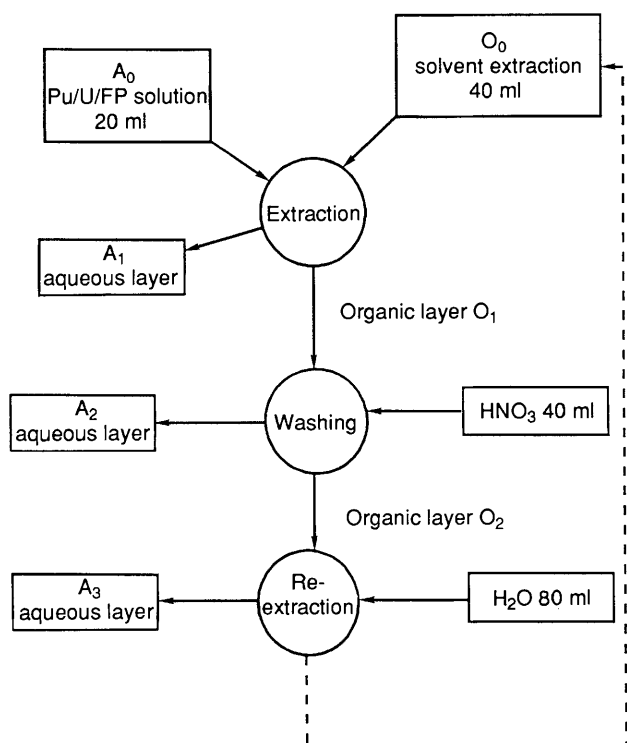 A₀
Pu/U/FP solution
20 ml
O₀
solvent extraction
40 ml
Extraction
A₁
aqueous layer
Organic layer O₁
A₂
aqueous layer
Washing
HNO₃ 40 ml
Organic layer O₂
A₃
aqueous layer
Re-
extraction
H₂O 80 ml